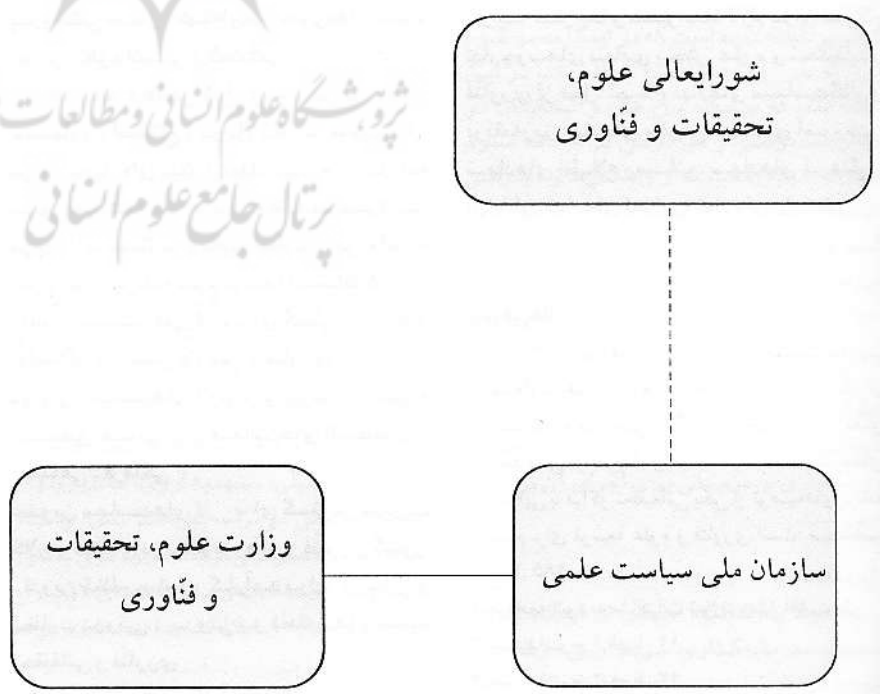 شورایعالی علوم،
تحقیقات و فنّاوری
پژوهشگاه علوم انسانی و مطالعات
پرتال جامع علوم انسانی
سازمان ملی سیاست علمی
وزارت علوم، تحقیقات
و فنّاوری